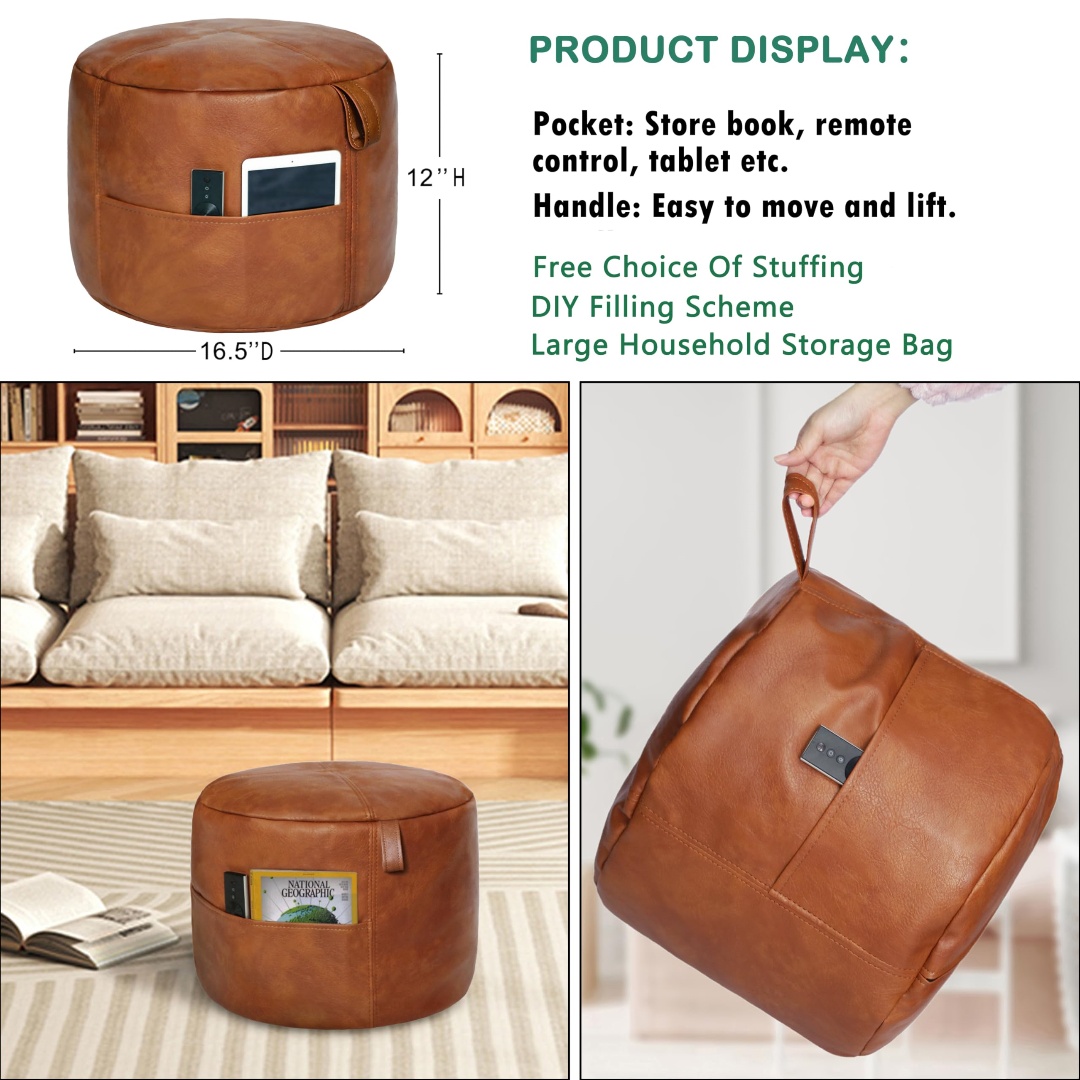 PRODUCT DISPLAY:
Pocket: Store book, remote
control, tablet etc.
Handle: Easy to move and lift.
Free Choice Of Stuffing
DIY Filling Scheme
Large Household Storage Bag
12’’H
16.5’’D
NATIONAL
GEOGRAPHIC